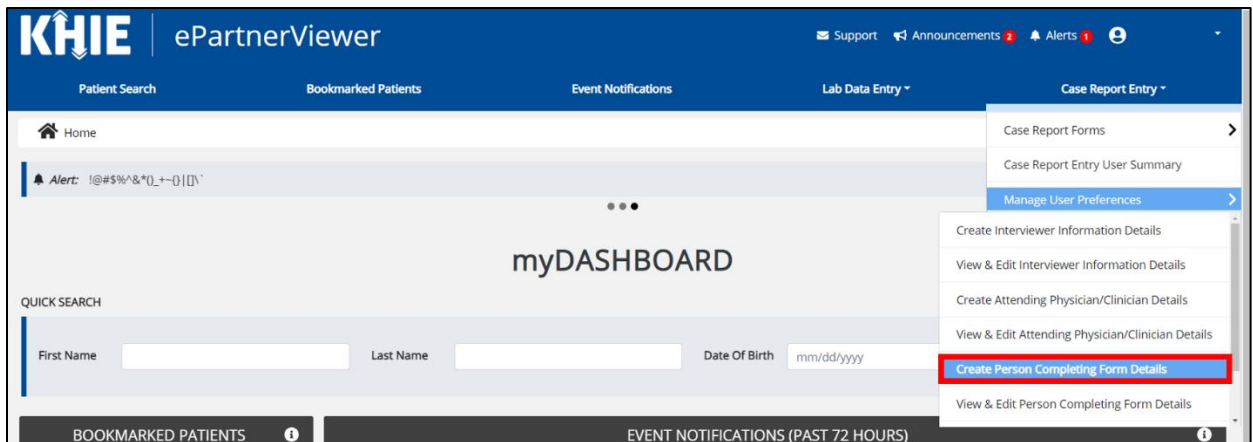 KHIE | ePartnerViewer
Support Announcements 2 Alerts 1
Patient Search Bookmarked Patients Event Notifications Lab Data Entry Case Report Entry
Home
Case Report Forms
Case Report Entry User Summary
Alert: !@#$%^&*()_+~{}|[]\`
Manage User Preferences
Create Interviewer Information Details
View & Edit Interviewer Information Details
Create Attending Physician/Clinician Details
View & Edit Attending Physician/Clinician Details
Create Person Completing Form Details
View & Edit Person Completing Form Details
myDASHBOARD
QUICK SEARCH
First Name Last Name Date Of Birth mm/dd/yyyy
BOOKMARKED PATIENTS EVENT NOTIFICATIONS (PAST 72 HOURS)